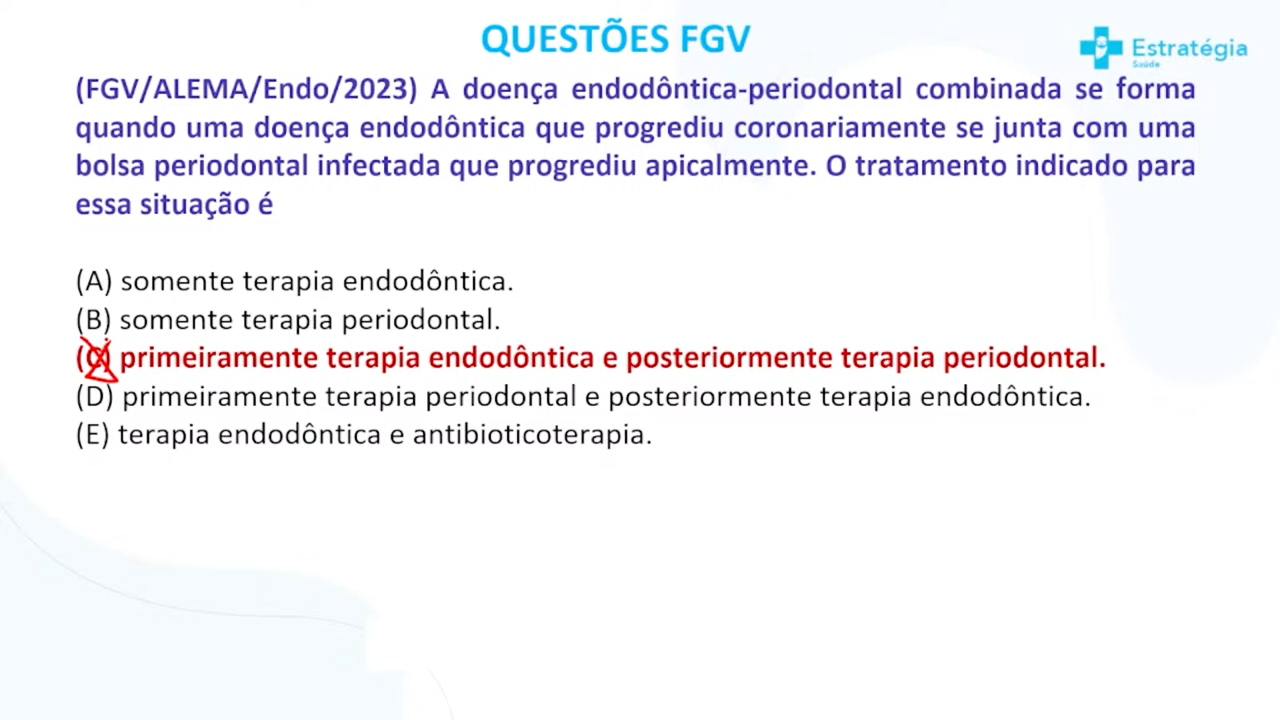 QUESTÕES FGV
Estratégia
Saúde
(FGV/ALEMA/Endo/2023) A doença endodôntica-periodontal combinada se forma
quando uma doença endodôntica que progrediu coronariamente se junta com uma
bolsa periodontal infectada que progrediu apicalmente. O tratamento indicado para
essa situação é
(A) somente terapia endodôntica.
(B) somente terapia periodontal.
(C) primeiramente terapia endodôntica e posteriormente terapia periodontal.
(D) primeiramente terapia periodontal e posteriormente terapia endodôntica.
(E) terapia endodôntica e antibioticoterapia.